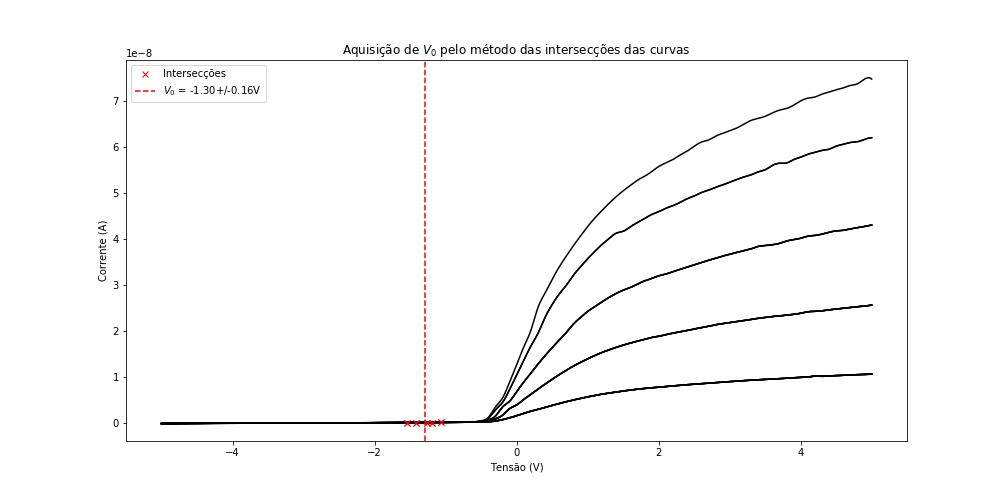 Aquisição de V₀ pelo método das intersecções das curvas
1e−8
Intersecções
V₀ = -1.30+/-0.16V
7
6
5
4
3
2
1
0
Corrente (A)
−4 −2 0 2 4
Tensão (V)